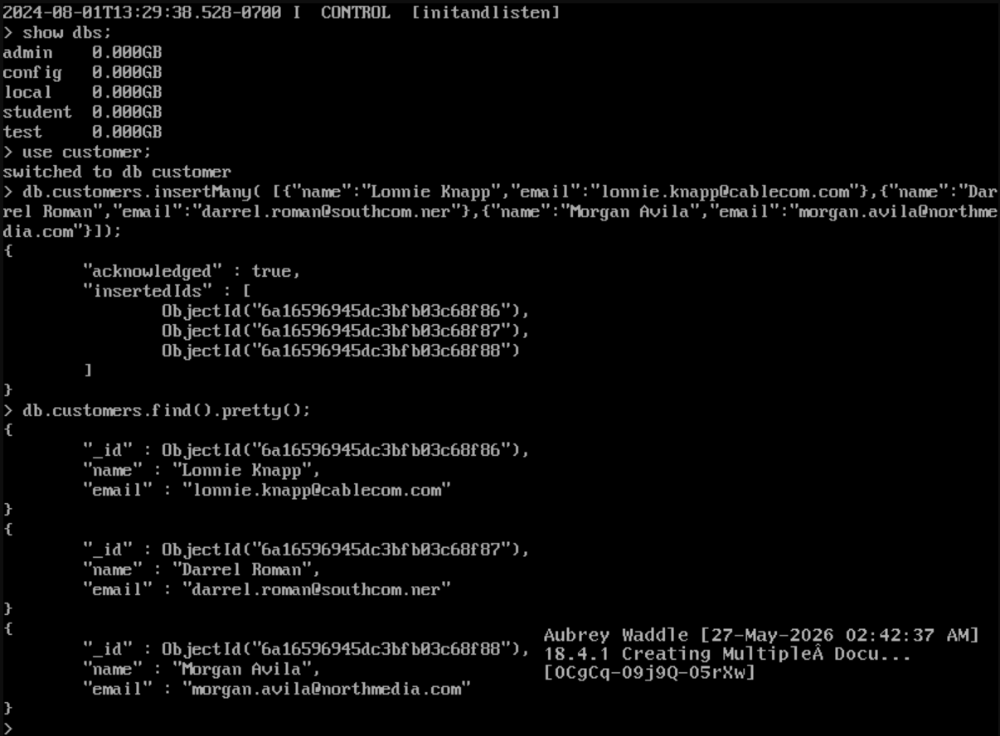 2024-08-01T13:29:38.528-0700 I  CONTROL  [initandlisten]
> show dbs;
admin    0.000GB
config   0.000GB
local    0.000GB
student  0.000GB
test     0.000GB
> use customer;
switched to db customer
> db.customers.insertMany( [{"name":"Lonnie Knapp","email":"lonnie.knapp@cablecom.com"},{"name":"Dar
rel Roman","email":"darrel.roman@southcom.ner"},{"name":"Morgan Avila","email":"morgan.avila@northme
dia.com"}]);
{
        "acknowledged" : true,
        "insertedIds" : [
                ObjectId("6a16596945dc3bfb03c68f86"),
                ObjectId("6a16596945dc3bfb03c68f87"),
                ObjectId("6a16596945dc3bfb03c68f88")
        ]
}
> db.customers.find().pretty();
{
        "_id" : ObjectId("6a16596945dc3bfb03c68f86"),
        "name" : "Lonnie Knapp",
        "email" : "lonnie.knapp@cablecom.com"
}
{
        "_id" : ObjectId("6a16596945dc3bfb03c68f87"),
        "name" : "Darrel Roman",
        "email" : "darrel.roman@southcom.ner"
}
{
        "_id" : ObjectId("6a16596945dc3bfb03c68f88"),
        "name" : "Morgan Avila",
        "email" : "morgan.avila@northmedia.com"
}
>
Aubrey Waddle [27-May-2026 02:42:37 AM]
18.4.1 Creating MultipleÂ Docu...
[OCgCq-O9j9Q-O5rXw]